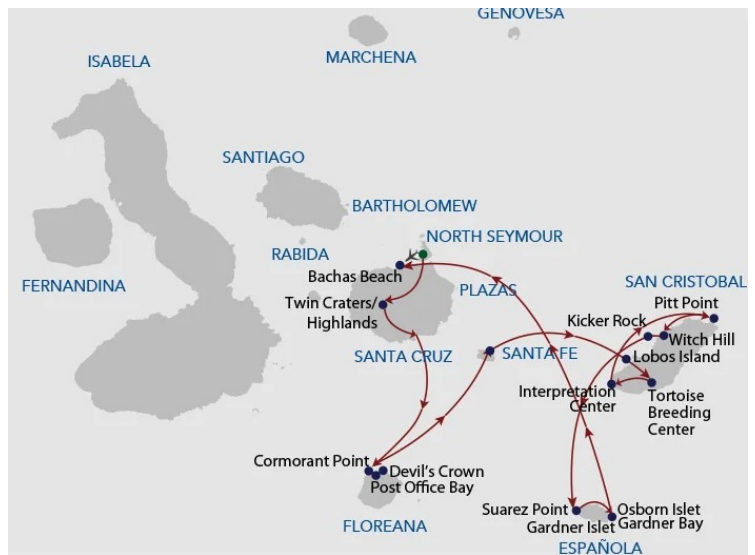 GENOVESA
MARCHENA
ISABELA
SANTIAGO
BARTHOLOMEW
NORTH SEYMOUR
RABIDA
Bachas Beach
FERNANDINA
PLAZAS
SAN CRISTOBAL
Twin Craters/
Highlands
Pitt Point
Kicker Rock
Witch Hill
SANTA CRUZ
SANTA FE
Lobos Island
Interpretation
Center
Tortoise
Breeding
Center
Cormorant Point
Devil's Crown
Post Office Bay
FLOREANA
Suarez Point
Osborn Islet
Gardner Islet
Gardner Bay
ESPAÑOLA